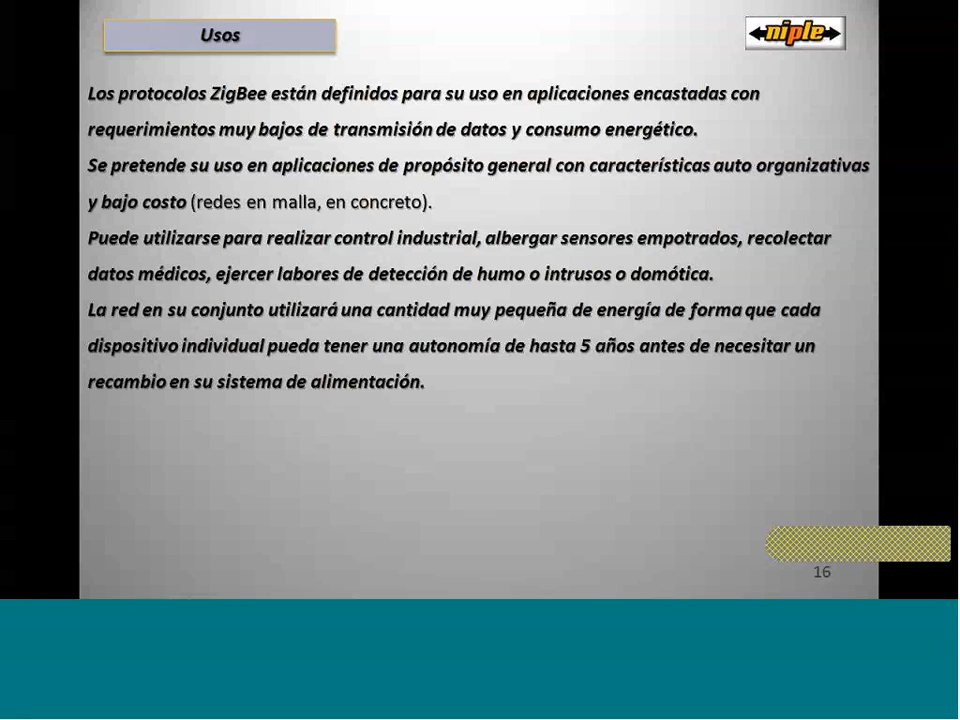 Usos
niple
Los protocolos ZigBee están definidos para su uso en aplicaciones encastadas con
requerimientos muy bajos de transmisión de datos y consumo energético.
Se pretende su uso en aplicaciones de propósito general con características auto organizativas
y bajo costo (redes en malla, en concreto).
Puede utilizarse para realizar control industrial, albergar sensores empotrados, recolectar
datos médicos, ejercer labores de detección de humo o intrusos o domótica.
La red en su conjunto utilizará una cantidad muy pequeña de energía de forma que cada
dispositivo individual pueda tener una autonomía de hasta 5 años antes de necesitar un
recambio en su sistema de alimentación.
16